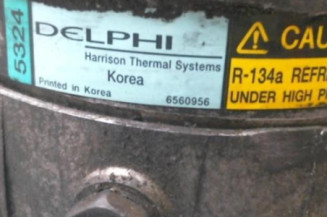 5324
DELPHI
Harrison Thermal Systems
Korea
Printed in Korea 6560956
CAU
R-134a REFR
UNDER HIGH P